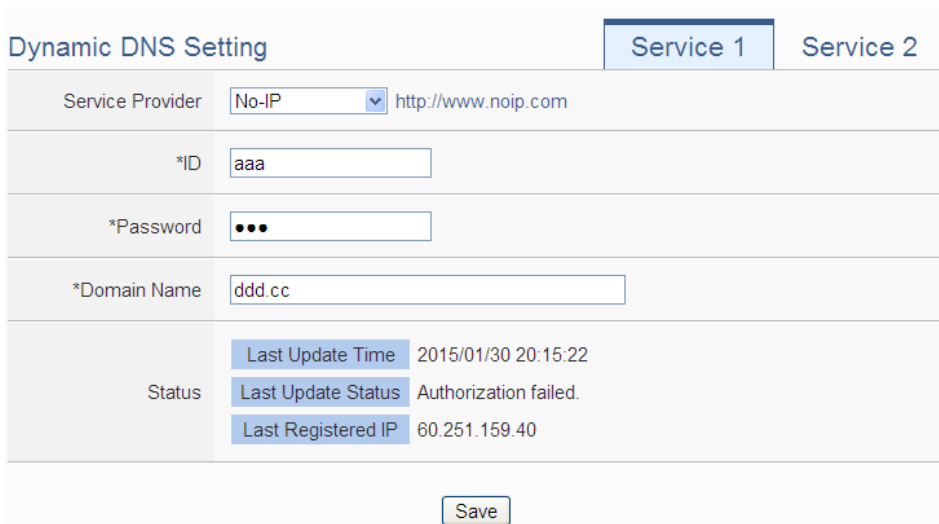 Dynamic DNS Setting Service 1 Service 2
Service Provider No-IP http://www.noip.com
*ID aaa
*Password •••
*Domain Name ddd.cc
Last Update Time 2015/01/30 20:15:22
Status Last Update Status Authorization failed.
Last Registered IP 60.251.159.40
Save